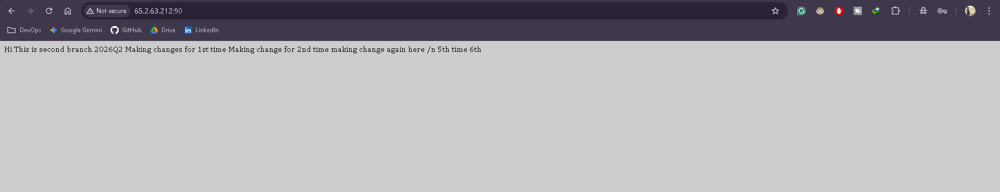 Not secure
65.2.63.212:90
DevOps
Google Gemini
GitHub
Drive
LinkedIn
Hi This is second branch 2026Q2 Making changes for 1st time Making change for 2nd time making change again here /n 5th time 6th